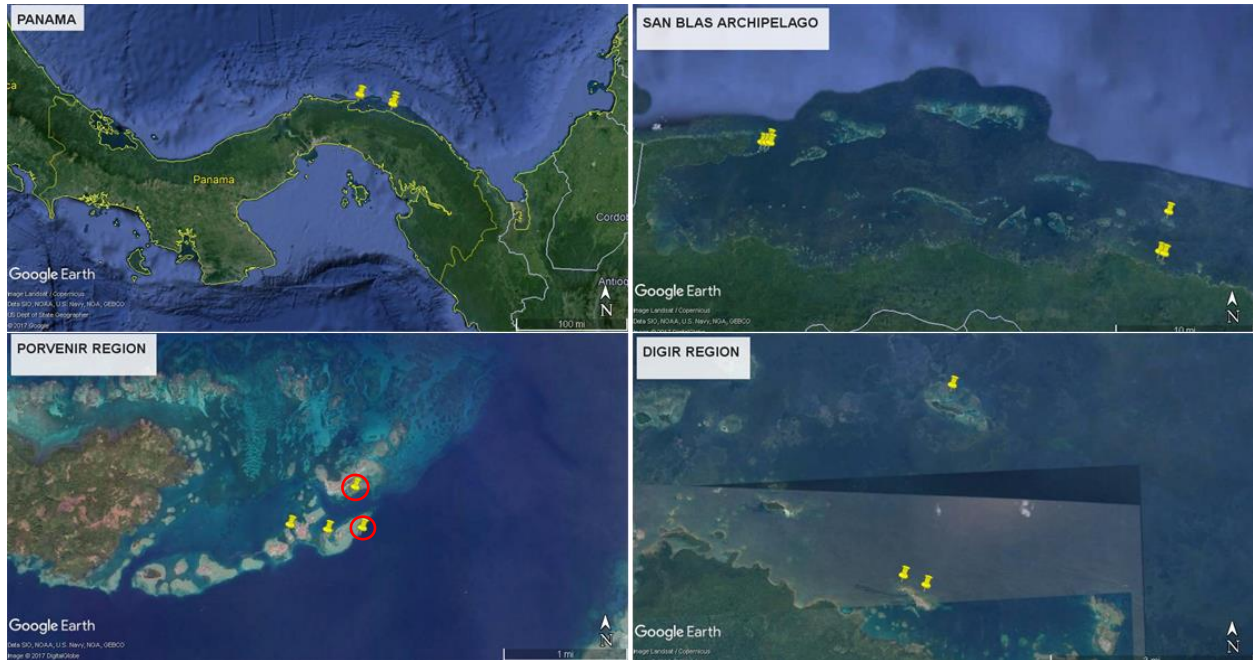 PANAMA
ca
Panama
Cordob
Antioq
Google Earth
Image Landsat / Copernicus
Data SIO, NOAA, U.S. Navy, NGA, GEBCO
US Dept of State Geographer
© 2017 Google
N
100 mi
SAN BLAS ARCHIPELAGO
Google Earth
Image Landsat / Copernicus
Data SIO, NOAA, U.S. Navy, NGA, GEBCO
N
10 mi
PORVENIR REGION
Google Earth
Data SIO, NOAA, U.S. Navy, NGA, GEBCO
Image © 2017 DigitalGlobe
N
1 mi
DIGIR REGION
Google Earth
Image Landsat / Copernicus
N